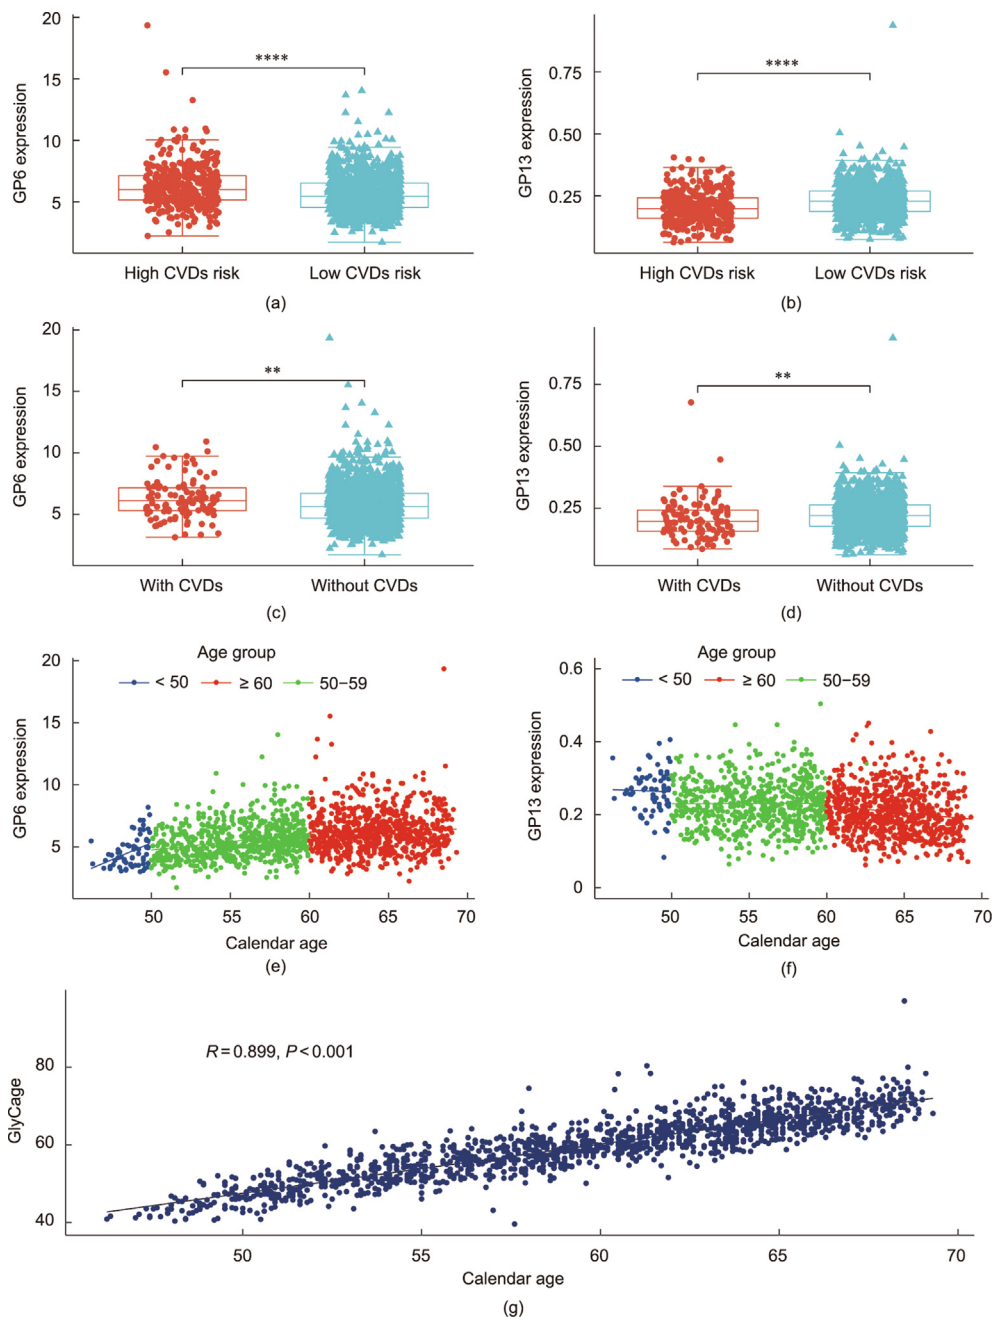 20
15
10
5
GP6 expression
****
High CVDs risk
Low CVDs risk
(a)
0.75
0.50
0.25
GP13 expression
****
High CVDs risk
Low CVDs risk
(b)
20
15
10
5
GP6 expression
**
With CVDs
Without CVDs
(c)
0.75
0.50
0.25
GP13 expression
**
With CVDs
Without CVDs
(d)
Age group
< 50
≥ 60
50−59
20
15
10
5
GP6 expression
50
55
60
65
70
Calendar age
(e)
Age group
< 50
≥ 60
50−59
0.6
0.4
0.2
0
GP13 expression
50
55
60
65
70
Calendar age
(f)
R=0.899, P<0.001
80
60
40
GlyCage
50
55
60
65
70
Calendar age
(g)